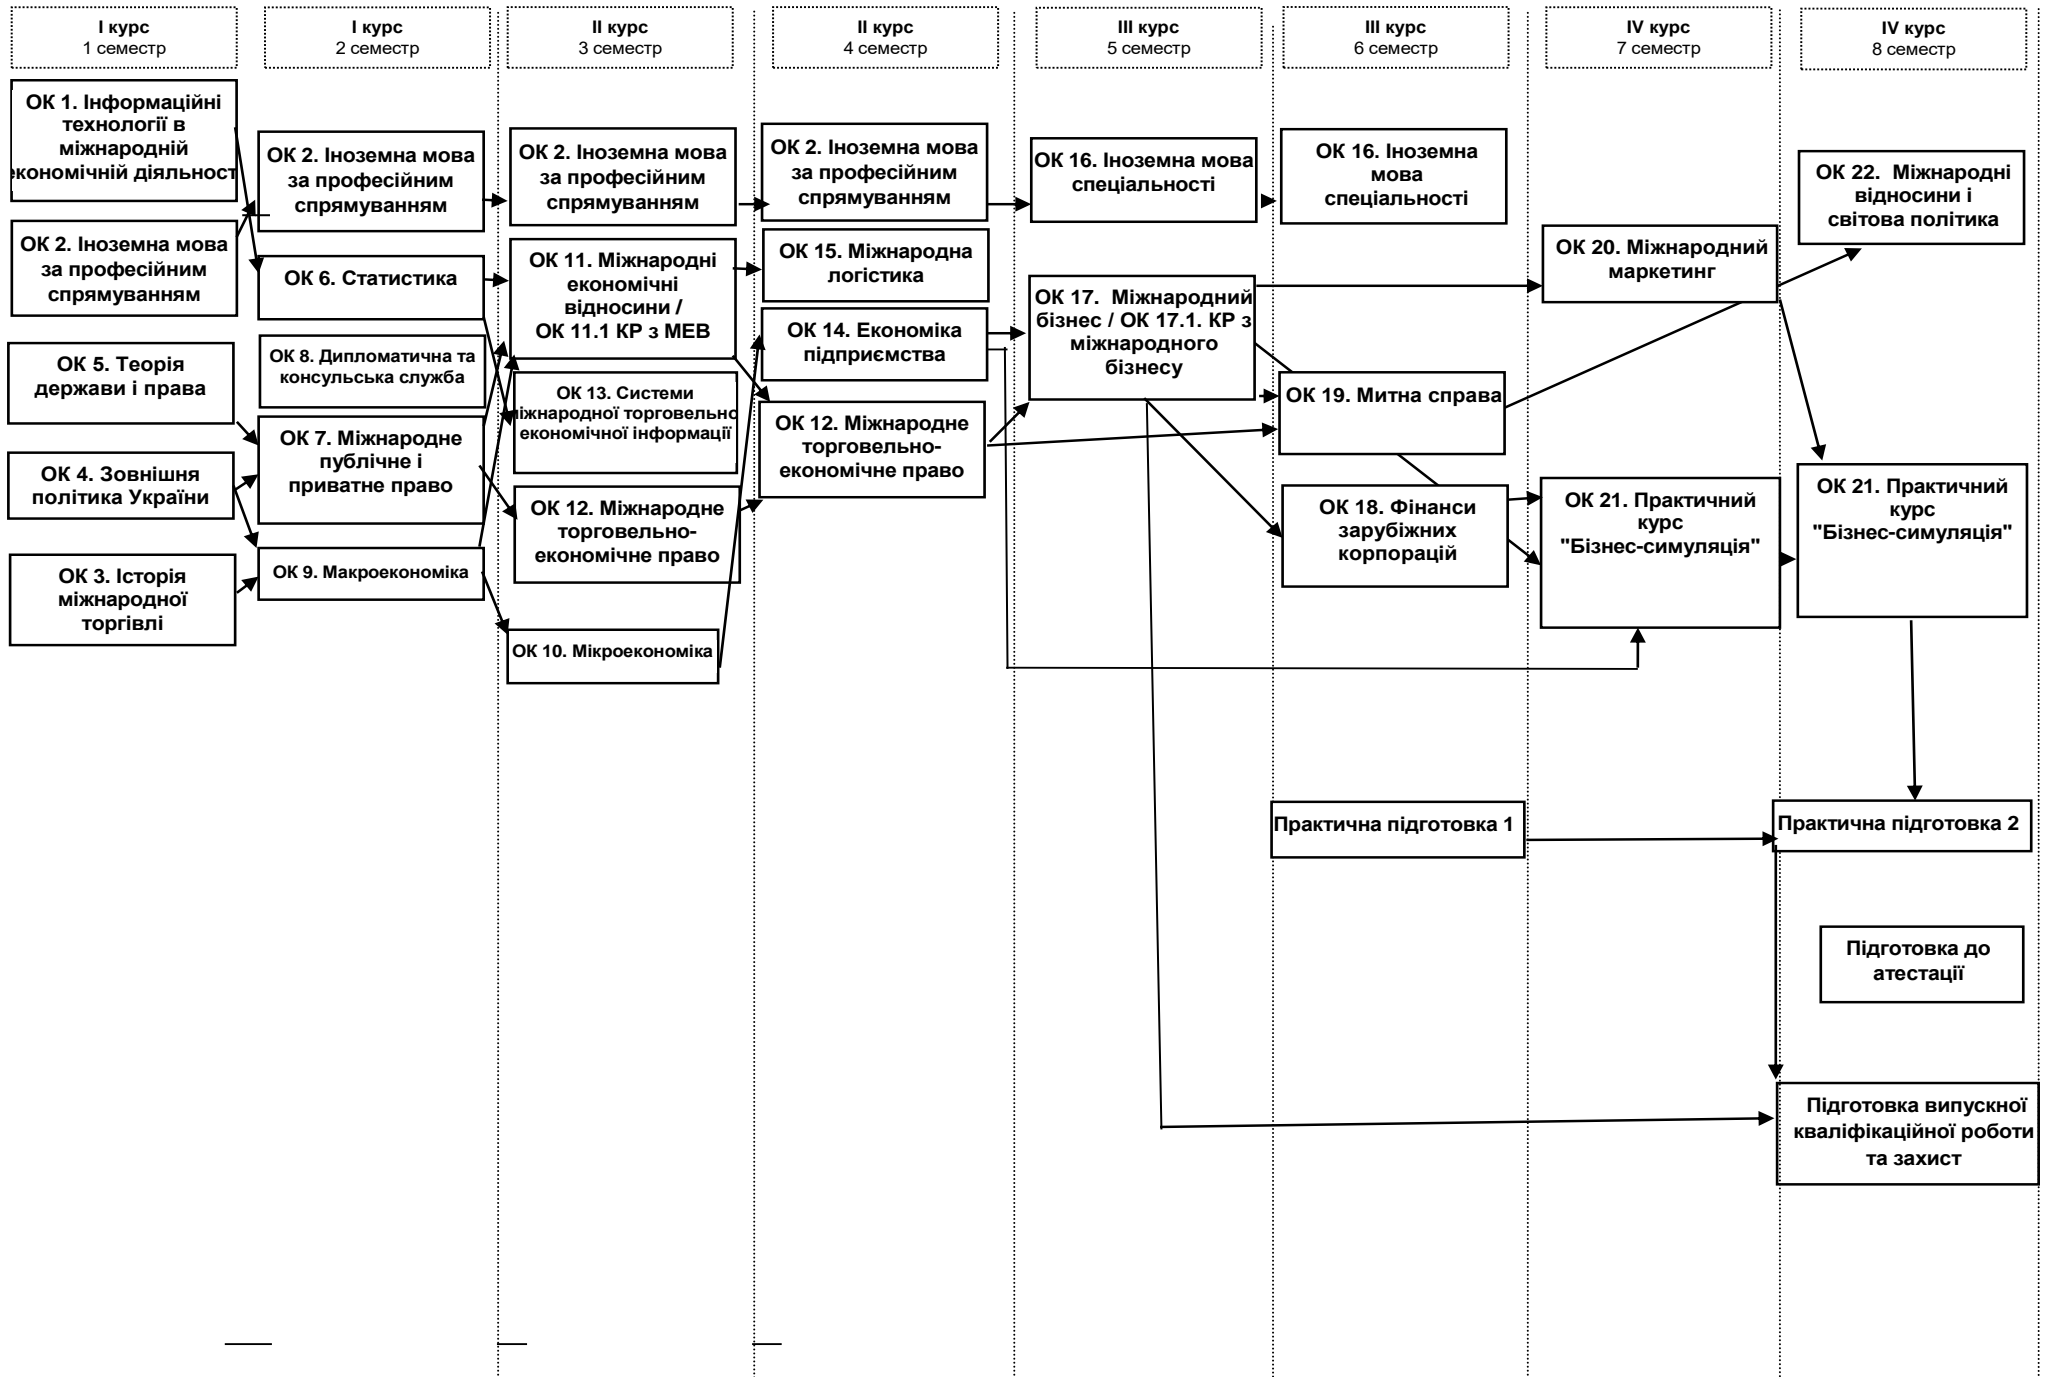 I курс
1 семестр
I курс
2 семестр
II курс
3 семестр
II курс
4 семестр
III курс
5 семестр
III курс
6 семестр
IV курс
7 семестр
IV курс
8 семестр
ОК 1. Інформаційні
технології в
міжнародній
економічній діяльност
ОК 2. Іноземна мова
за професійним
спрямуванням
ОК 5. Теорія
держави і права
ОК 4. Зовнішня
політика України
ОК 3. Історія
міжнародної
торгівлі
ОК 2. Іноземна мова
за професійним
спрямуванням
ОК 6. Статистика
ОК 8. Дипломатична та
консульська служба
ОК 7. Міжнародне
публічне і
приватне право
ОК 9. Макроекономіка
ОК 2. Іноземна мова
за професійним
спрямуванням
ОК 11. Міжнародні
економічні
відносини /
ОК 11.1 КР з МЕВ
ОК 13. Системи
міжнародної торговельно
економічної інформації
ОК 12. Міжнародне
торговельно-
економічне право
ОК 10. Мікроекономіка
ОК 2. Іноземна мова
за професійним
спрямуванням
ОК 15. Міжнародна
логістика
ОК 14. Економіка
підприємства
ОК 12. Міжнародне
торговельно-
економічне право
ОК 16. Іноземна мова
спеціальності
ОК 17. Міжнародний
бізнес / ОК 17.1. КР з
міжнародного
бізнесу
ОК 16. Іноземна
мова
спеціальності
ОК 19. Митна справа
ОК 18. Фінанси
зарубіжних
корпорацій
Практична підготовка 1
ОК 20. Міжнародний
маркетинг
ОК 21. Практичний
курс
"Бізнес-симуляція"
ОК 22. Міжнародні
відносини і
світова політика
ОК 21. Практичний
курс
"Бізнес-симуляція"
Практична підготовка 2
Підготовка до
атестації
Підготовка випускної
кваліфікаційної роботи
та захист